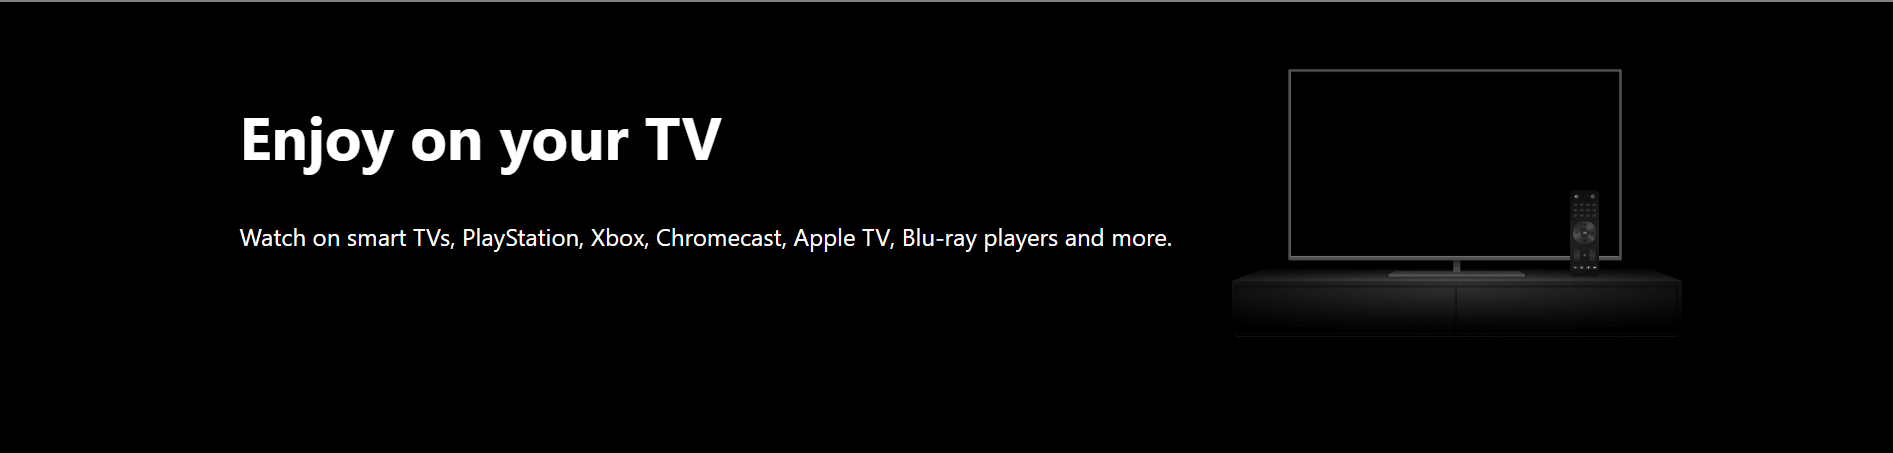 Enjoy on your TV
Watch on smart TVs, PlayStation, Xbox, Chromecast, Apple TV, Blu-ray players and more.